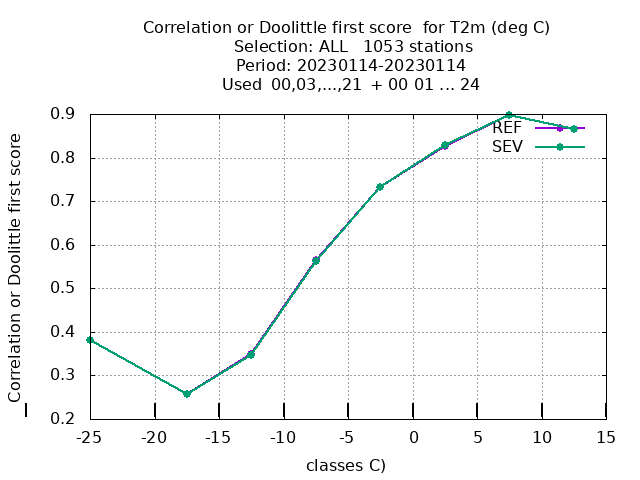 Correlation or Doolittle first score  for T2m (deg C)
Selection: ALL   1053 stations
Period: 20230114-20230114
Used  00,03,...,21  + 00 01 ... 24
Correlation or Doolittle first score
0.9
0.8
0.7
0.6
0.5
0.4
0.3
0.2
REF
SEV
-25 -20 -15 -10 -5 0 5 10 15
classes C)